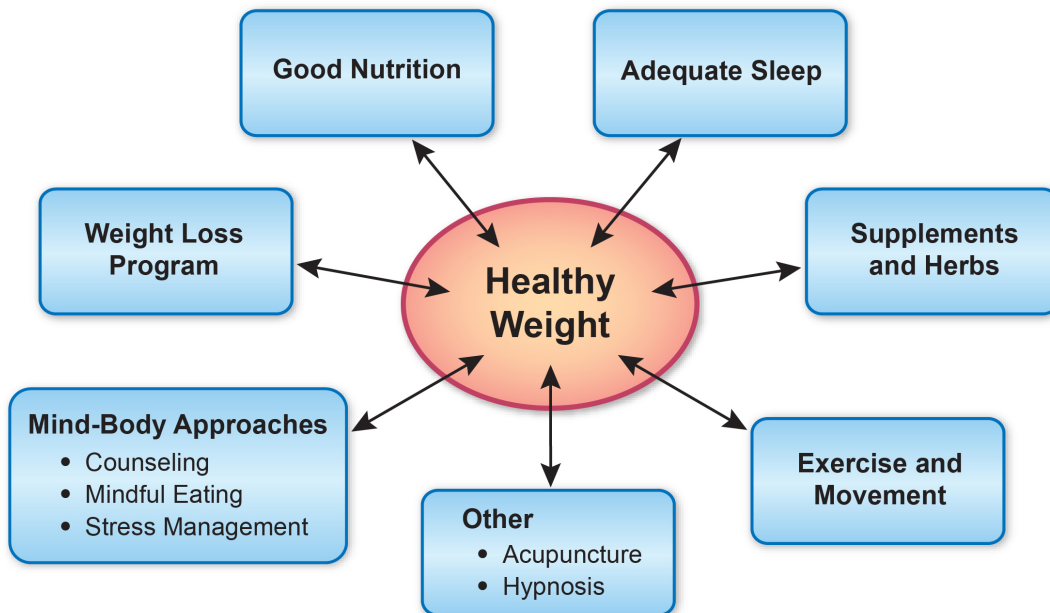 Good Nutrition
Adequate Sleep
Weight Loss
Program
Healthy
Weight
Supplements
and Herbs
Mind-Body Approaches
• Counseling
• Mindful Eating
• Stress Management
Other
• Acupuncture
• Hypnosis
Exercise and
Movement